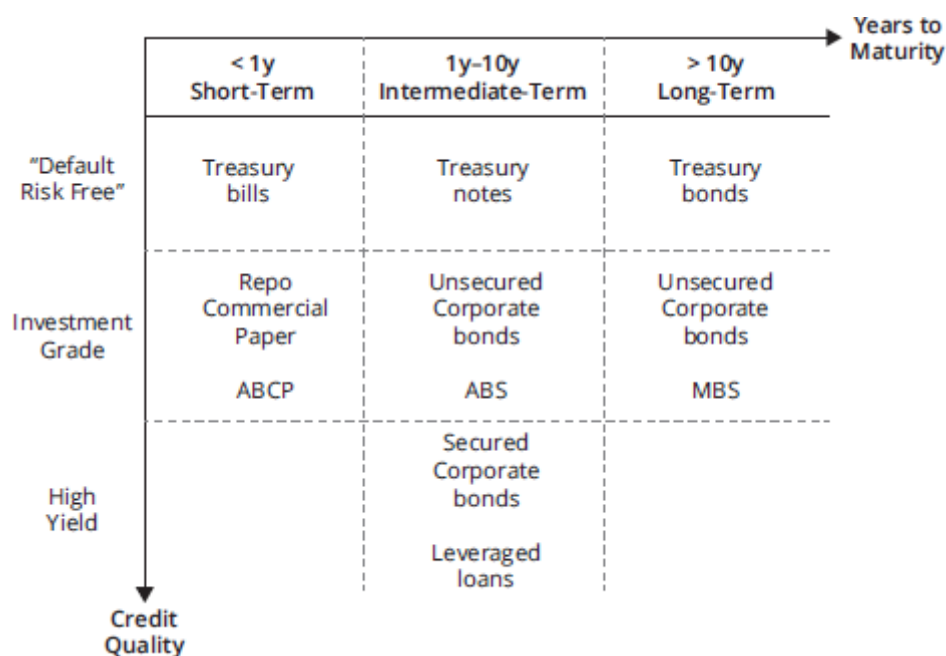 Years to
Maturity
< 1y
Short-Term
1y–10y
Intermediate-Term
> 10y
Long-Term
“Default
Risk Free”
Treasury
bills
Treasury
notes
Treasury
bonds
Investment
Grade
Repo
Commercial
Paper
ABCP
Unsecured
Corporate
bonds
ABS
Unsecured
Corporate
bonds
MBS
High
Yield
Secured
Corporate
bonds
Leveraged
loans
Credit
Quality